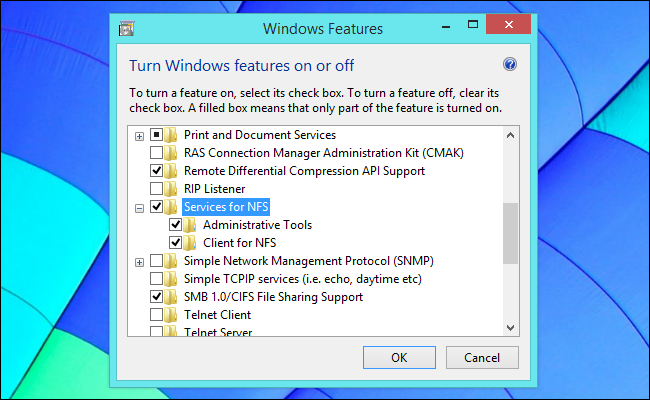 Windows Features
Turn Windows features on or off
To turn a feature on, select its check box. To turn a feature off, clear its
check box. A filled box means that only part of the feature is turned on.
Print and Document Services
RAS Connection Manager Administration Kit (CMAK)
Remote Differential Compression API Support
RIP Listener
Services for NFS
Administrative Tools
Client for NFS
Simple Network Management Protocol (SNMP)
Simple TCPIP services (i.e. echo, daytime etc)
SMB 1.0/CIFS File Sharing Support
Telnet Client
Telnet Server
OK Cancel